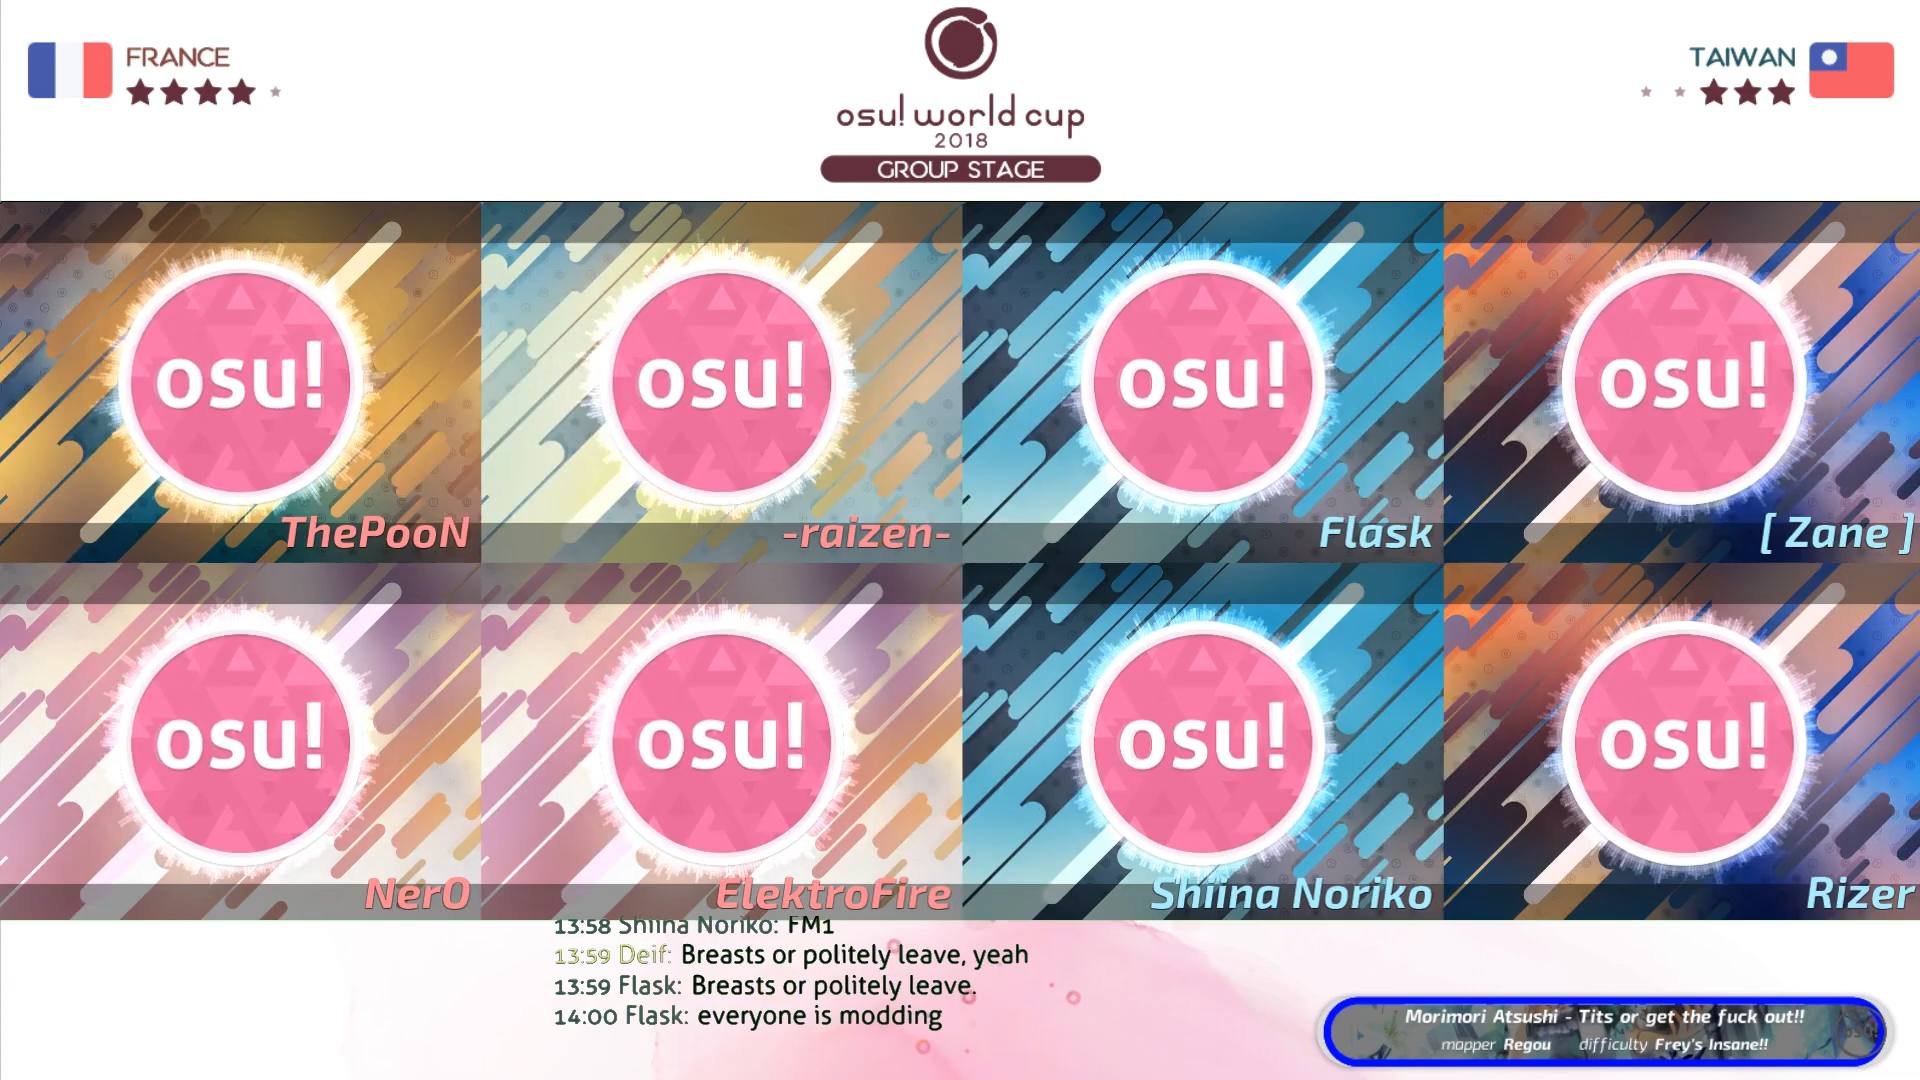 FRANCE
TAIWAN
osu! world cup
2018
GROUP STAGE
osu!
osu!
osu!
osu!
ThePooN
-raizen-
Flask
[ Zane ]
osu!
osu!
osu!
osu!
NerO
ElektroFire
Shiina Noriko
Rizer
13:58 Shiina Noriko: FM1
13:59 Deif: Breasts or politely leave, yeah
13:59 Flask: Breasts or politely leave.
14:00 Flask: everyone is modding
Morimori Atsushi - Tits or get the fuck out!!
mapper Regou difficulty Frey's Insane!!